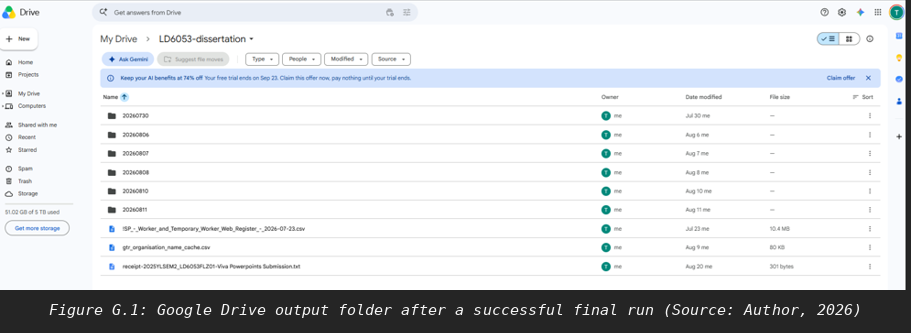 Drive
Get answers from Drive
T
New
My Drive > LD6053-dissertation
Ask Gemini
Suggest file moves
Type
People
Modified
Source
Home
Projects
My Drive
Computers
Shared with me
Recent
Starred
Spam
Trash
Storage
51.02 GB of 5 TB used
Get more storage
Keep your AI benefits at 74% off Your free trial ends on Sep 23. Claim this offer now, pay nothing until your trial ends.
Claim offer
Name Owner Date modified File size Sort
20260730 T me Jul 30 me —
20260806 T me Aug 6 me —
20260807 T me Aug 7 me —
20260808 T me Aug 8 me —
20260810 T me Aug 10 me —
20260811 T me Aug 11 me —
!SP_-_Worker_and_Temporary_Worker_Web_Register_-_2026-07-23.csv T me Jul 23 me 10.4 MB
gtr_organisation_name_cache.csv T me Aug 9 me 80 KB
receipt-2025YLSEM2_LD6053FLZ01-Viva Powerpoints Submission.txt T me Aug 20 me 301 bytes
Figure G.1: Google Drive output folder after a successful final run (Source: Author, 2026)